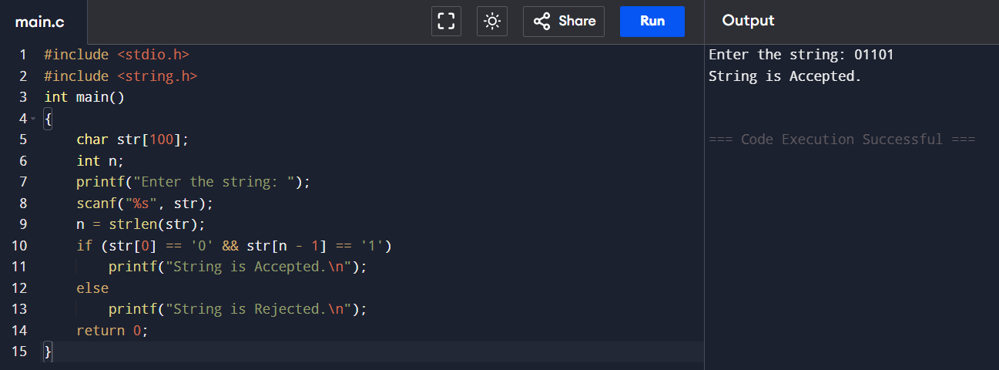 main.c
Share
Run
Output
1 #include <stdio.h>
2 #include <string.h>
3 int main()
4 {
5     char str[100];
6     int n;
7     printf("Enter the string: ");
8     scanf("%s", str);
9     n = strlen(str);
10     if (str[0] == '0' && str[n - 1] == '1')
11         printf("String is Accepted.\n");
12     else
13         printf("String is Rejected.\n");
14     return 0;
15 }
Enter the string: 01101
String is Accepted.
=== Code Execution Successful ===